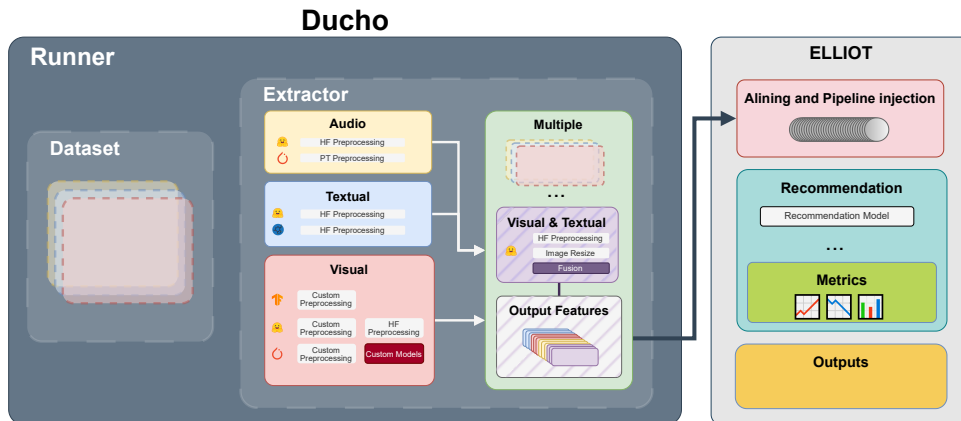 Ducho
Runner
Dataset
Extractor
Audio
HF Preprocessing
PT Preprocessing
Textual
HF Preprocessing
HF Preprocessing
Visual
Custom
Preprocessing
Custom
Preprocessing
HF
Preprocessing
Custom
Preprocessing
Custom Models
Multiple
...
Visual & Textual
HF Preprocessing
Image Resize
Fusion
Output Features
ELLIOT
Alining and Pipeline injection
Recommendation
Recommendation Model
...
Metrics
Outputs